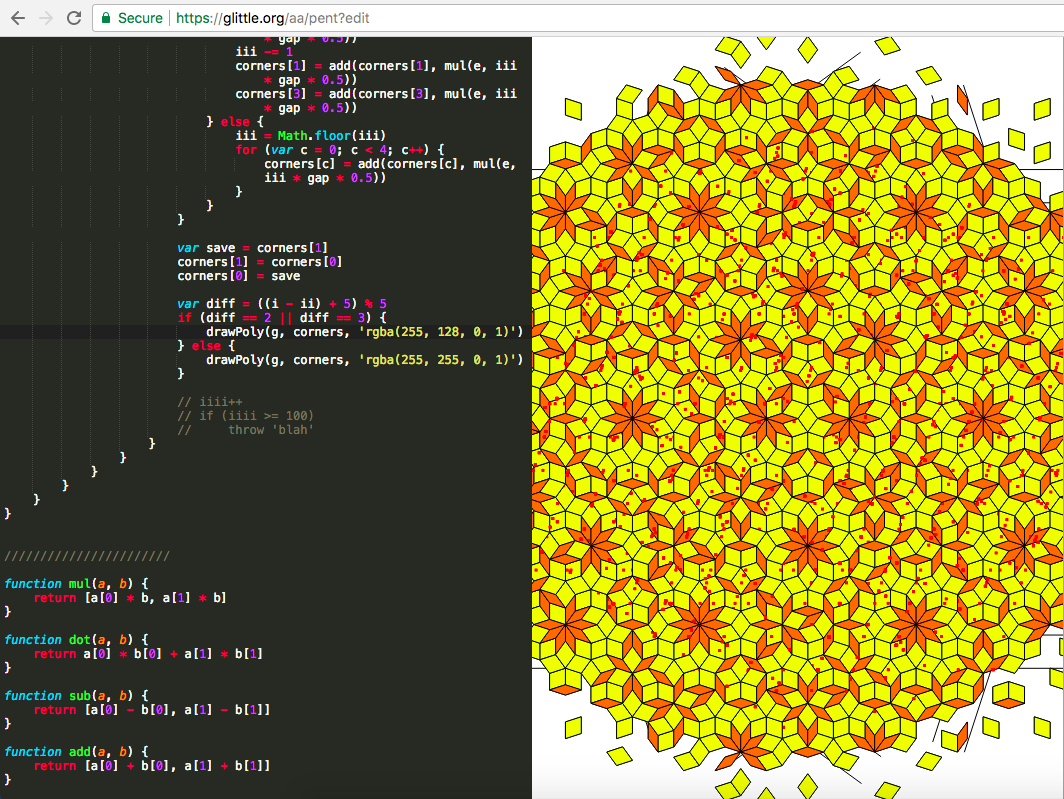 Secure | https://glittle.org/aa/pent?edit
* gap * 0.5))
iii -= 1
corners[1] = add(corners[1], mul(e, iii
* gap * 0.5))
corners[3] = add(corners[3], mul(e, iii
* gap * 0.5))
} else {
iii = Math.floor(iii)
for (var c = 0; c < 4; c++) {
corners[c] = add(corners[c], mul(e,
iii * gap * 0.5))
}
}
}
var save = corners[1]
corners[1] = corners[0]
corners[0] = save
var diff = ((i - ii) + 5) % 5
if (diff == 2 || diff == 3) {
drawPoly(g, corners, 'rgba(255, 128, 0, 1)')
} else {
drawPoly(g, corners, 'rgba(255, 255, 0, 1)')
}
// iiii++
// if (iiii >= 100)
//     throw 'blah'
}
}
}
}
}
}
///////////////////////
function mul(a, b) {
return [a[0] * b, a[1] * b]
}
function dot(a, b) {
return a[0] * b[0] + a[1] * b[1]
}
function sub(a, b) {
return [a[0] - b[0], a[1] - b[1]]
}
function add(a, b) {
return [a[0] + b[0], a[1] + b[1]]
}